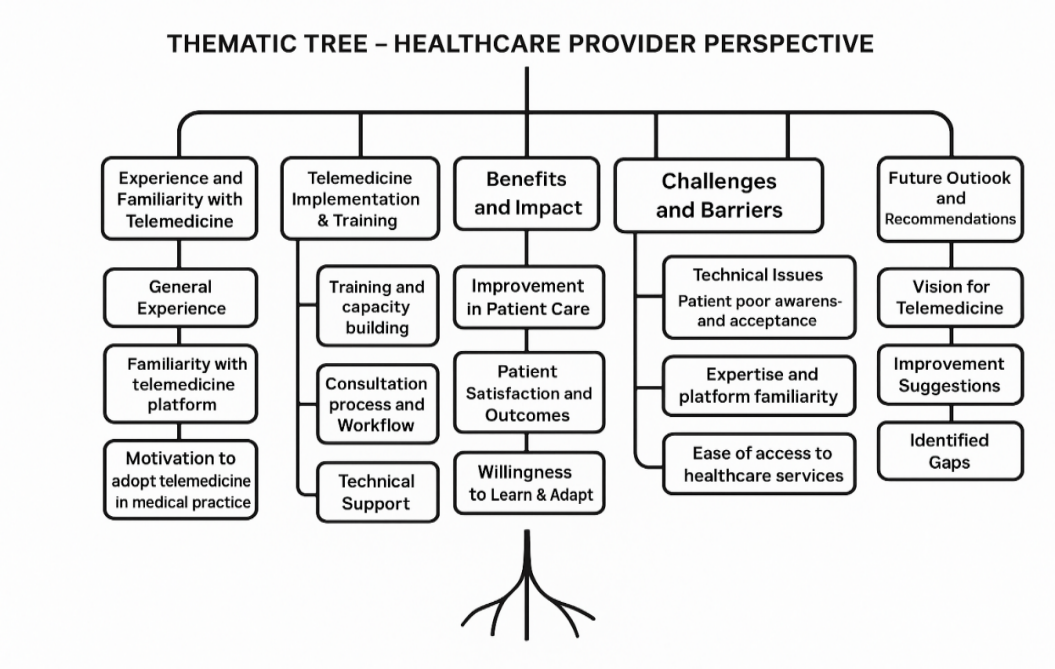 THEMATIC TREE – HEALTHCARE PROVIDER PERSPECTIVE
Experience and
Familiarity with
Telemedicine
General
Experience
Familiarity with
telemedicine
platform
Motivation to
adopt telemedicine
in medical practice
Telemedicine
Implementation
& Training
Training and
capacity
building
Consultation
process and
Workflow
Technical
Support
Benefits
and Impact
Improvement
in Patient Care
Patient
Satisfaction and
Outcomes
Willingness
to Learn & Adapt
Challenges
and Barriers
Technical Issues
Patient poor awarens-
and acceptance
Expertise and
platform familiarity
Ease of access to
healthcare services
Future Outiook
and
Recommendations
Vision for
Telemedicine
Improvement
Suggestions
Identified
Gaps